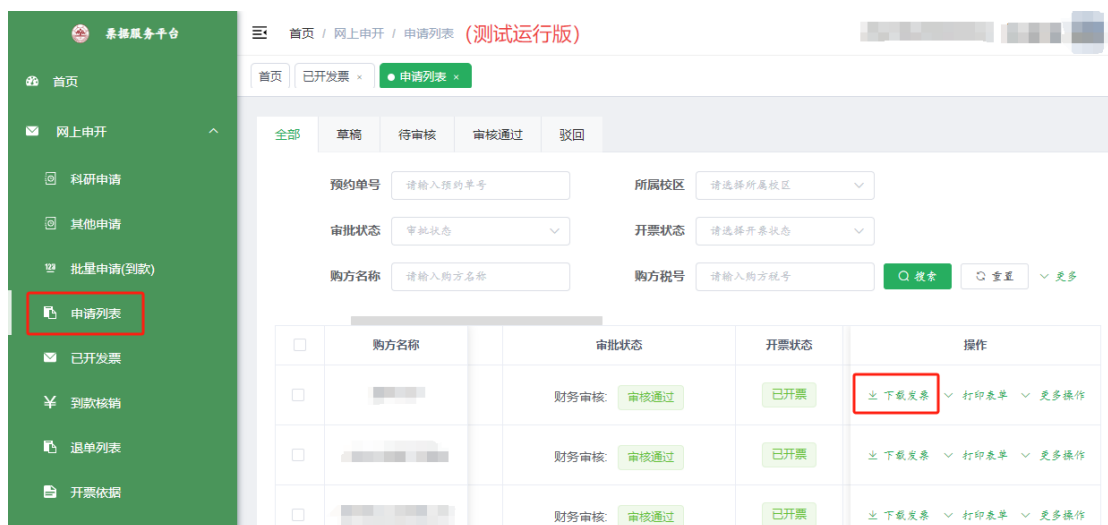 票据服务平台
首页 / 网上申开 / 申请列表 (测试运行版)
首页
首页 已开发票 × 申请列表 ×
网上申开
全部 草稿 待审核 审核通过 驳回
科研申请
预约单号 请输入预约单号 所属校区 请选择所属校区
其他申请
审批状态 审批状态 开票状态 请选择开票状态
批量申请(到款)
购方名称 请输入购方名称 购方税号 请输入购方税号 搜索 重置 更多
申请列表
购方名称 审批状态 开票状态 操作
已开发票
财务审核: 审核通过 已开票 下载发票 打印表单 更多操作
到款核销
退单列表
财务审核: 审核通过 已开票 下载发票 打印表单 更多操作
开票依据
财务审核: 审核通过 已开票 下载发票 打印表单 更多操作